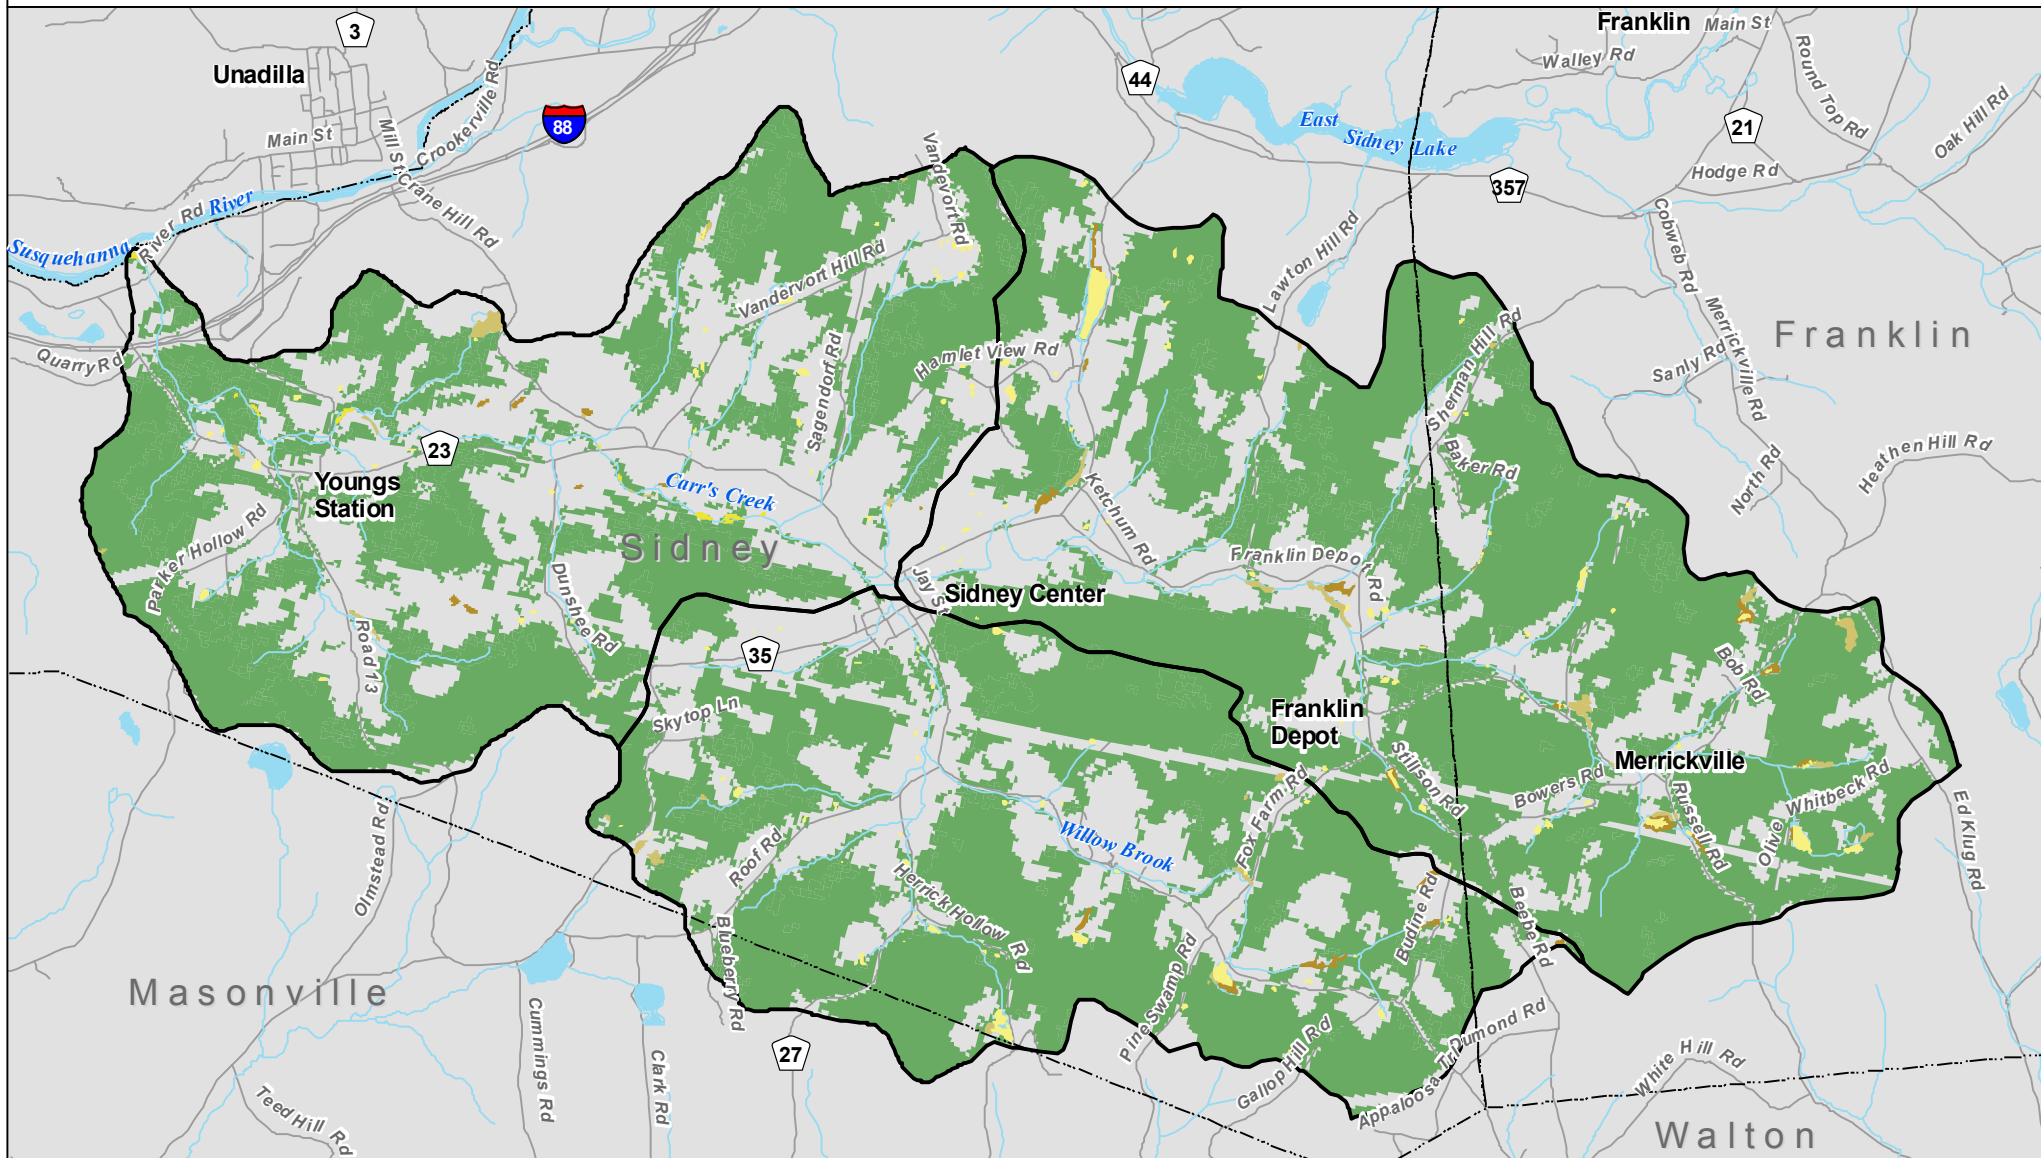 Franklin
Main St
3
Unadilla
Walley Rd
Round Top Rd
44
Crookerville Rd
88
East
Sidney Lake
21
Oak Hill Rd
Main St
Mill St
Vandevort Rd
Hodge Rd
357
Crane Hill Rd
River Rd
River
Susquehanna
Cobweb Rd
Lawton Hill Rd
Vandervort Hill Rd
Merrickville Rd
Franklin
Sherman Hill Rd
Quarry Rd
Hamlet View Rd
Sanly Rd
Sagendorf Rd
23
Baker Rd
North Rd
Heathen Hill Rd
Youngs
Station
Carr's Creek
Ketchum Rd
Parker Hollow Rd
Sidney
Franklin Depot Rd
Dunshee Rd
Jay St
Sidney Center
Road 13
35
Bob Rd
Skytop Ln
Franklin
Depot
Merrickville
Stillson Rd
Bowers Rd
Whitbeck Rd
Olive
Russell Rd
Ed Klug Rd
Fox Farm Rd
Willow Brook
Olmstead Rd
Roof Rd
Herrick Hollow Rd
Budine Rd
Beebe Rd
Blueberry Rd
Pine Swamp Rd
Masonville
Cummings Rd
Clark Rd
27
Gallop Hill Rd
Dumond Rd
Appaloosa Tr
White Hill Rd
Teed Hill Rd
Walton